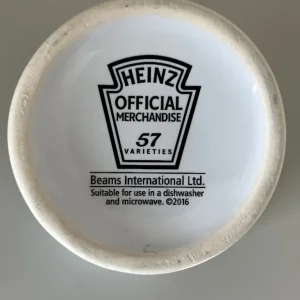 HEINZ
OFFICIAL
MERCHANDISE
57
VARIETIES
Beams International Ltd.
Suitable for use in a dishwasher
and microwave. ©2016